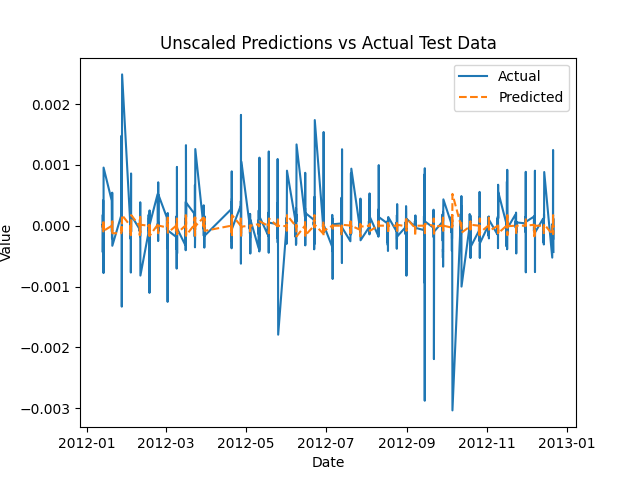 Unscaled Predictions vs Actual Test Data
Actual
Predicted
0.002
0.001
0.000
−0.001
−0.002
−0.003
Value
2012-01
2012-03
2012-05
2012-07
2012-09
2012-11
2013-01
Date